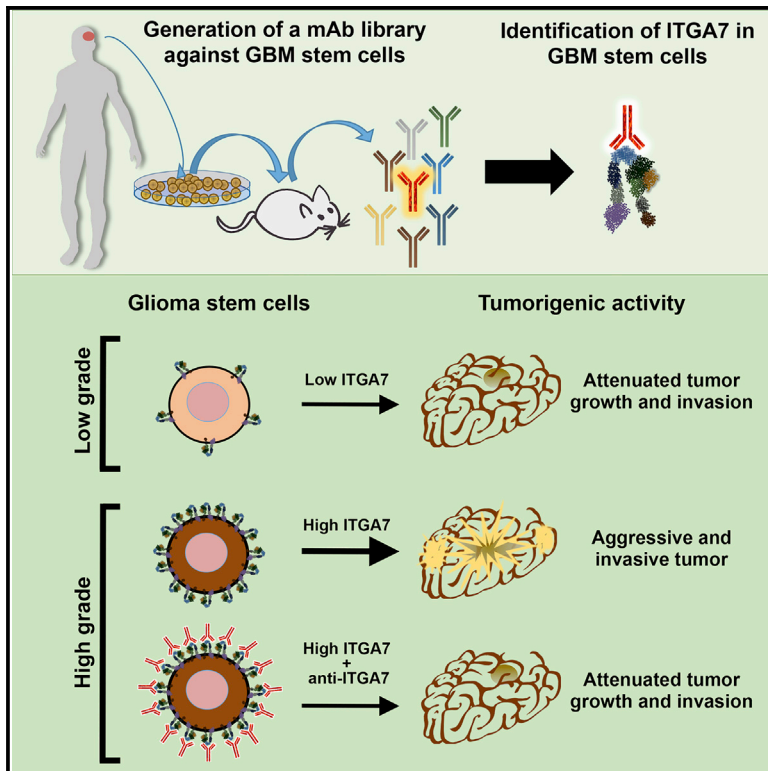 Generation of a mAb library
against GBM stem cells
Identification of ITGA7 in
GBM stem cells
Glioma stem cells
Tumorigenic activity
Low grade
Low ITGA7
Attenuated tumor
growth and invasion
High grade
High ITGA7
Aggressive and
invasive tumor
High ITGA7
+
anti-ITGA7
Attenuated tumor
growth and invasion